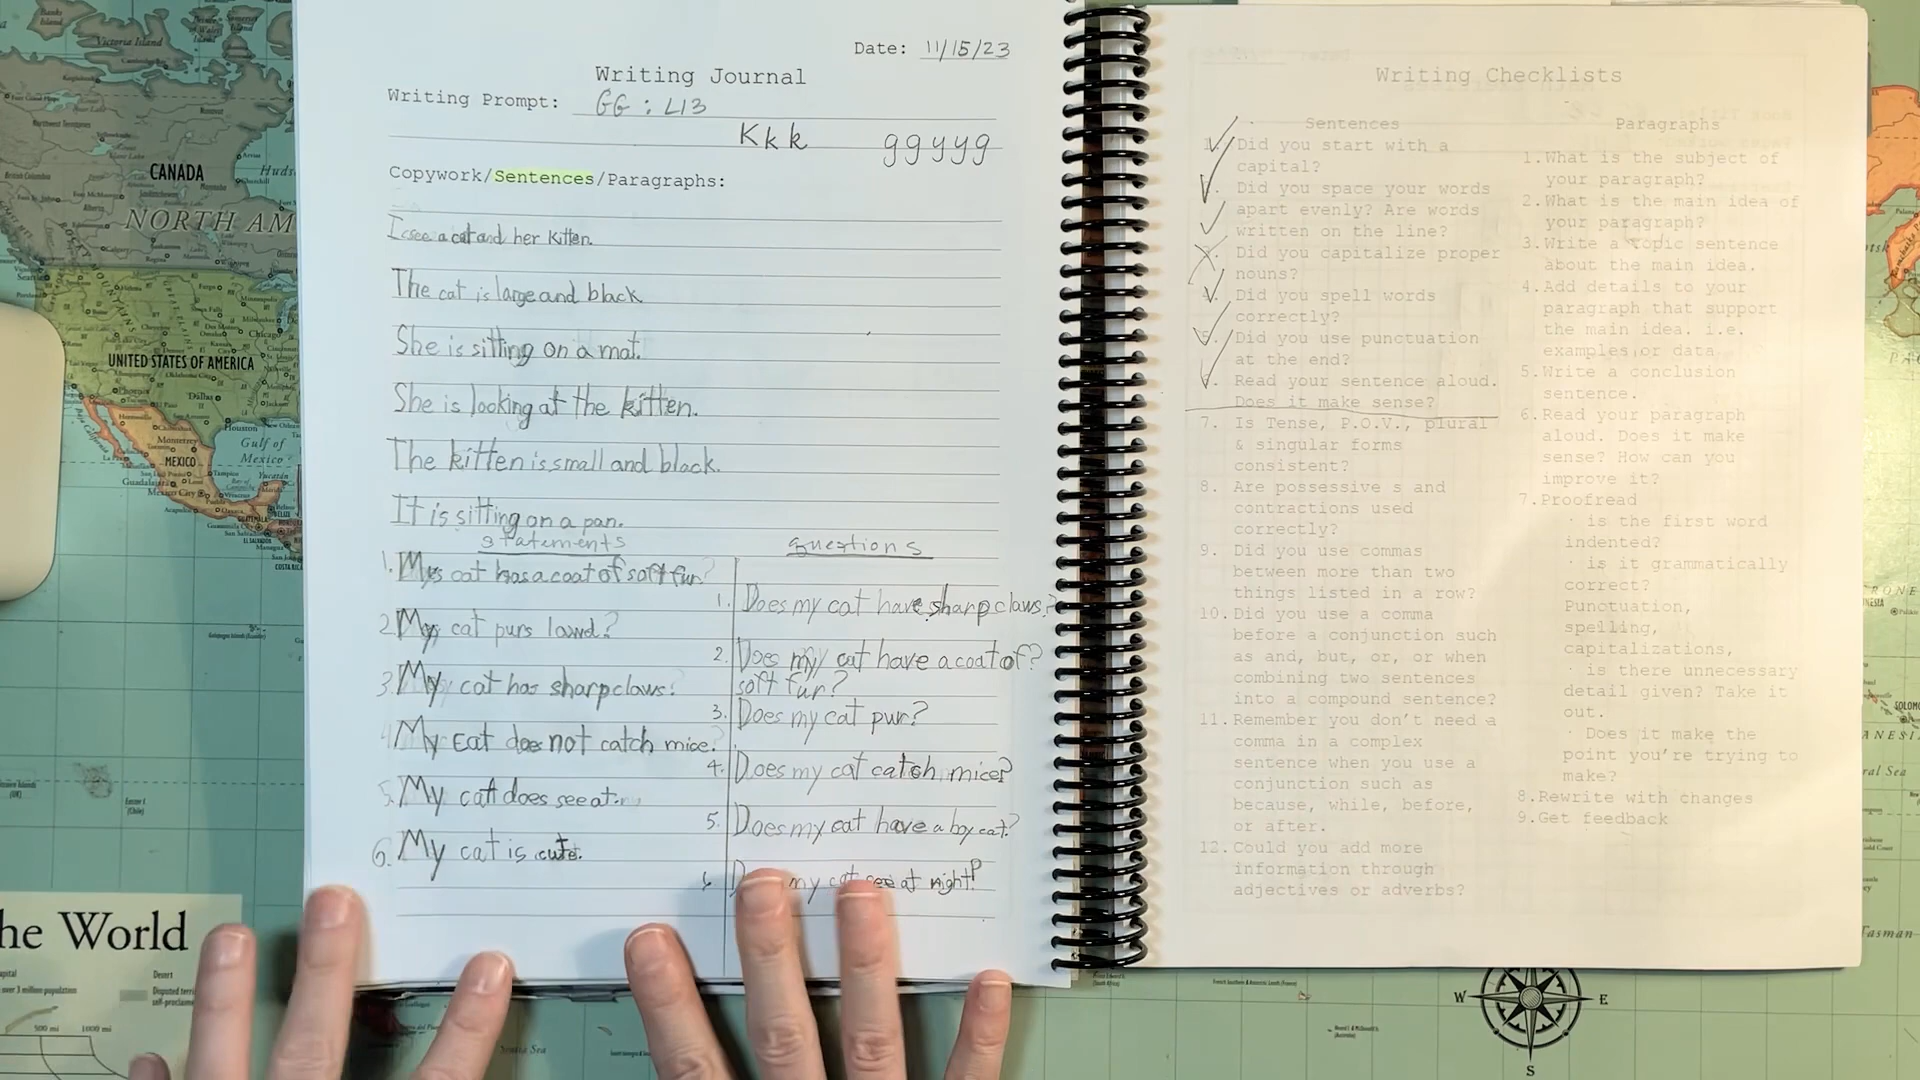 Date: 11/15/23
Writing Journal
Writing Prompt: GG: L13
Kkk ggyyg
Copywork/Sentences/Paragraphs:
I see a cat and her kitten.
The cat is large and black
She is sitting on a mat.
She is looking at the kitten.
The kitten is small and black.
It is sitting on a pan.
statements
1. My cat has a coat of soft fur?
2. My cat purs loud?
3. My cat has sharp claws.
4. My cat does not catch mice.
5. My cat does see at.
6. My cat is cute.
questions
1. Does my cat have sharp claws?
2. Does my cat have a coat of?
soft fur?
3. Does my cat pur?
4. Does my cat catch mice?
5. Does my cat have a boy cat?
my cat see at night?
Writing Checklists
Sentences
1. Did you start with a
capital?
Did you space your words
apart evenly? Are words
written on the line?
Did you capitalize proper
nouns?
Did you spell words
correctly?
Did you use punctuation
at the end?
Read your sentence aloud.
Does it make sense?
7. Is Tense, P.O.V., plural
& singular forms
consistent?
8. Are possessive s and
contractions used
correctly?
9. Did you use commas
between more than two
things listed in a row?
10. Did you use a comma
before a conjunction such
as and, but, or, or when
combining two sentences
into a compound sentence?
11. Remember you don't need a
comma in a complex
sentence when you use a
conjunction such as
because, while, before,
or after.
12. Could you add more
information through
adjectives or adverbs?
Paragraphs
1. What is the subject of
your paragraph?
2. What is the main idea of
your paragraph?
3. Write a topic sentence
about the main idea.
4. Add details to your
paragraph that support
the main idea. i.e.
examples or data.
5. Write a conclusion
sentence.
6. Read your paragraph
aloud. Does it make
sense? How can you
improve it?
7. Proofread
· is the first word
indented?
· is it grammatically
correct?
Punctuation,
spelling,
capitalizations,
· is there unnecessary
detail given? Take it
out.
· Does it make the
point you're trying to
make?
8. Rewrite with changes
9. Get feedback
Victoria Island
CANADA
NORTH AM
UNITED STATES OF AMERICA
Chicago
Dallas
Houston
Gulf of
Mexico
Monterrey
MEXICO
Mexico City
he World
W E
S